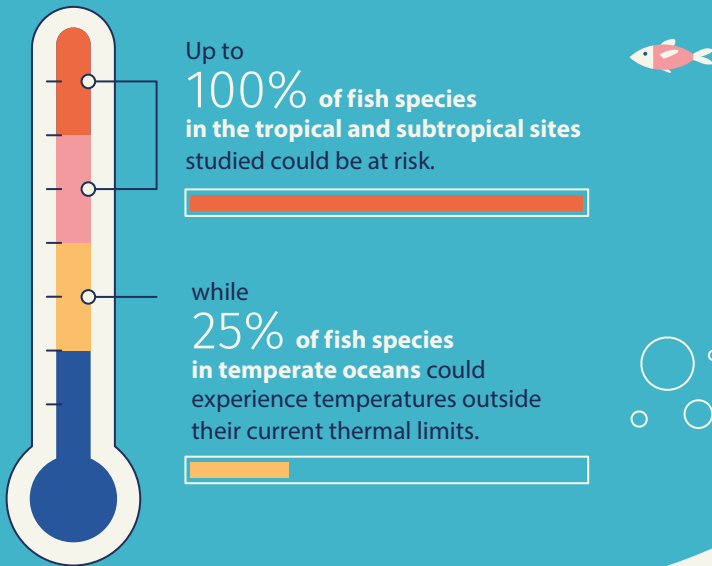 Up to
100% of fish species
in the tropical and subtropical sites
studied could be at risk.
while
25% of fish species
in temperate oceans could
experience temperatures outside
their current thermal limits.